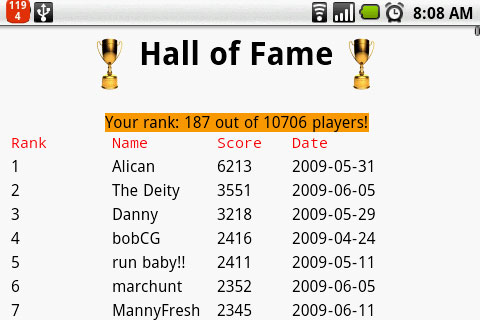 119
4
8:08 AM
Hall of Fame
Your rank: 187 out of 10706 players!
Rank Name Score Date
1 Alican 6213 2009-05-31
2 The Deity 3551 2009-06-05
3 Danny 3218 2009-05-29
4 bobCG 2416 2009-04-24
5 run baby!! 2411 2009-05-11
6 marchunt 2352 2009-06-05
7 MannyFresh 2345 2009-06-11